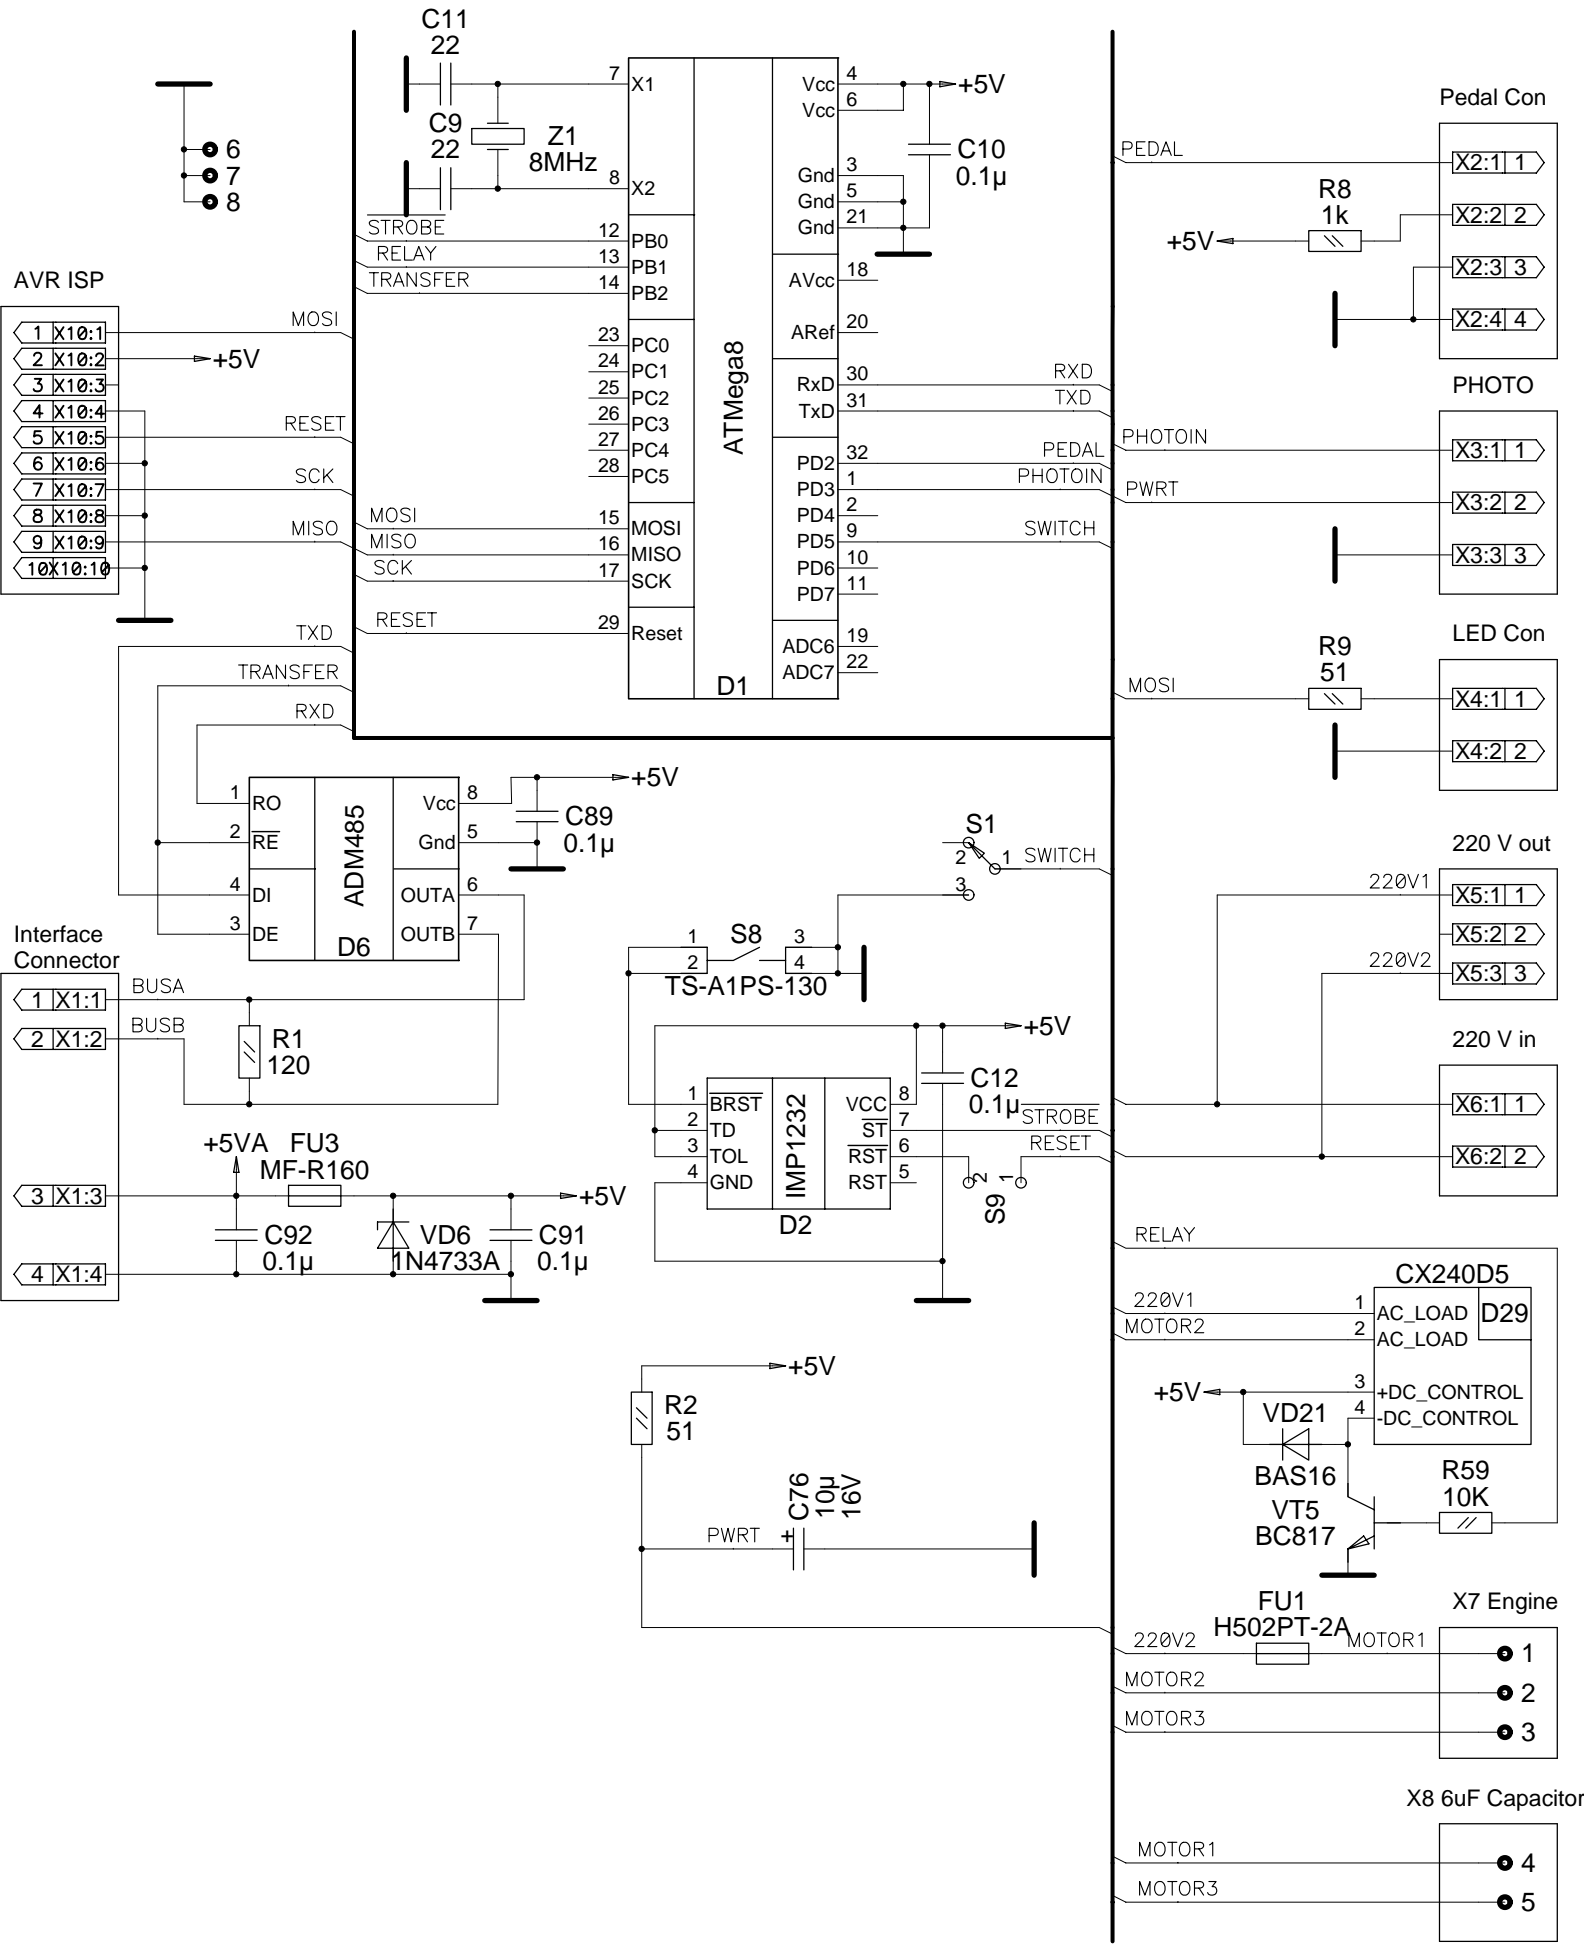 C11
22
C9
22
Z1
8MHz
7
X1
8
X2
STROBE
12
PB0
RELAY
13
PB1
TRANSFER
14
PB2
23
PC0
24
PC1
25
PC2
26
PC3
27
PC4
28
PC5
MOSI
15
MOSI
MISO
16
MISO
SCK
17
SCK
RESET
29
Reset
ATMega8
D1
Vcc
4
Vcc
6
+5V
C10
0.1µ
Gnd
3
Gnd
5
Gnd
21
AVcc
18
ARef
20
RxD
30
RXD
TxD
31
TXD
PD2
32
PEDAL
PD3
1
PHOTOIN
PD4
2
PD5
9
SWITCH
PD6
10
PD7
11
ADC6
19
ADC7
22
6
7
8
AVR ISP
1 X10:1
MOSI
2 X10:2
+5V
3 X10:3
4 X10:4
5 X10:5
RESET
6 X10:6
7 X10:7
SCK
8 X10:8
9 X10:9
MISO
10X10:10
TXD
TRANSFER
RXD
1
RO
2
RE
4
DI
3
DE
ADM485
D6
Vcc
8
Gnd
5
OUTA
6
OUTB
7
+5V
C89
0.1µ
Interface
Connector
1 X1:1
BUSA
2 X1:2
BUSB
R1
120
3 X1:3
4 X1:4
+5VA
FU3
MF-R160
+5V
C92
0.1µ
VD6
1N4733A
C91
0.1µ
S1
2
1
3
SWITCH
S8
1
2
3
4
TS-A1PS-130
+5V
C12
0.1µ
1
BRST
2
TD
3
TOL
4
GND
IMP1232
D2
VCC
8
ST
7
RST
6
RST
5
STROBE
RESET
2
1
S9
+5V
R2
51
PWRT
+
C76
10µ
16V
Pedal Con
PEDAL
X2:1 1
R8
1k
+5V
X2:2 2
X2:3 3
X2:4 4
PHOTO
PHOTOIN
X3:1 1
PWRT
X3:2 2
X3:3 3
LED Con
MOSI
R9
51
X4:1 1
X4:2 2
220 V out
220V1
X5:1 1
X5:2 2
220V2
X5:3 3
220 V in
X6:1 1
X6:2 2
RELAY
CX240D5
220V1
1
AC_LOAD
D29
MOTOR2
2
AC_LOAD
+5V
3
+DC_CONTROL
4
-DC_CONTROL
VD21
BAS16
VT5
BC817
R59
10K
X7 Engine
FU1
H502PT-2A
220V2
MOTOR1
1
MOTOR2
2
MOTOR3
3
X8 6uF Capacitor
MOTOR1
4
MOTOR3
5